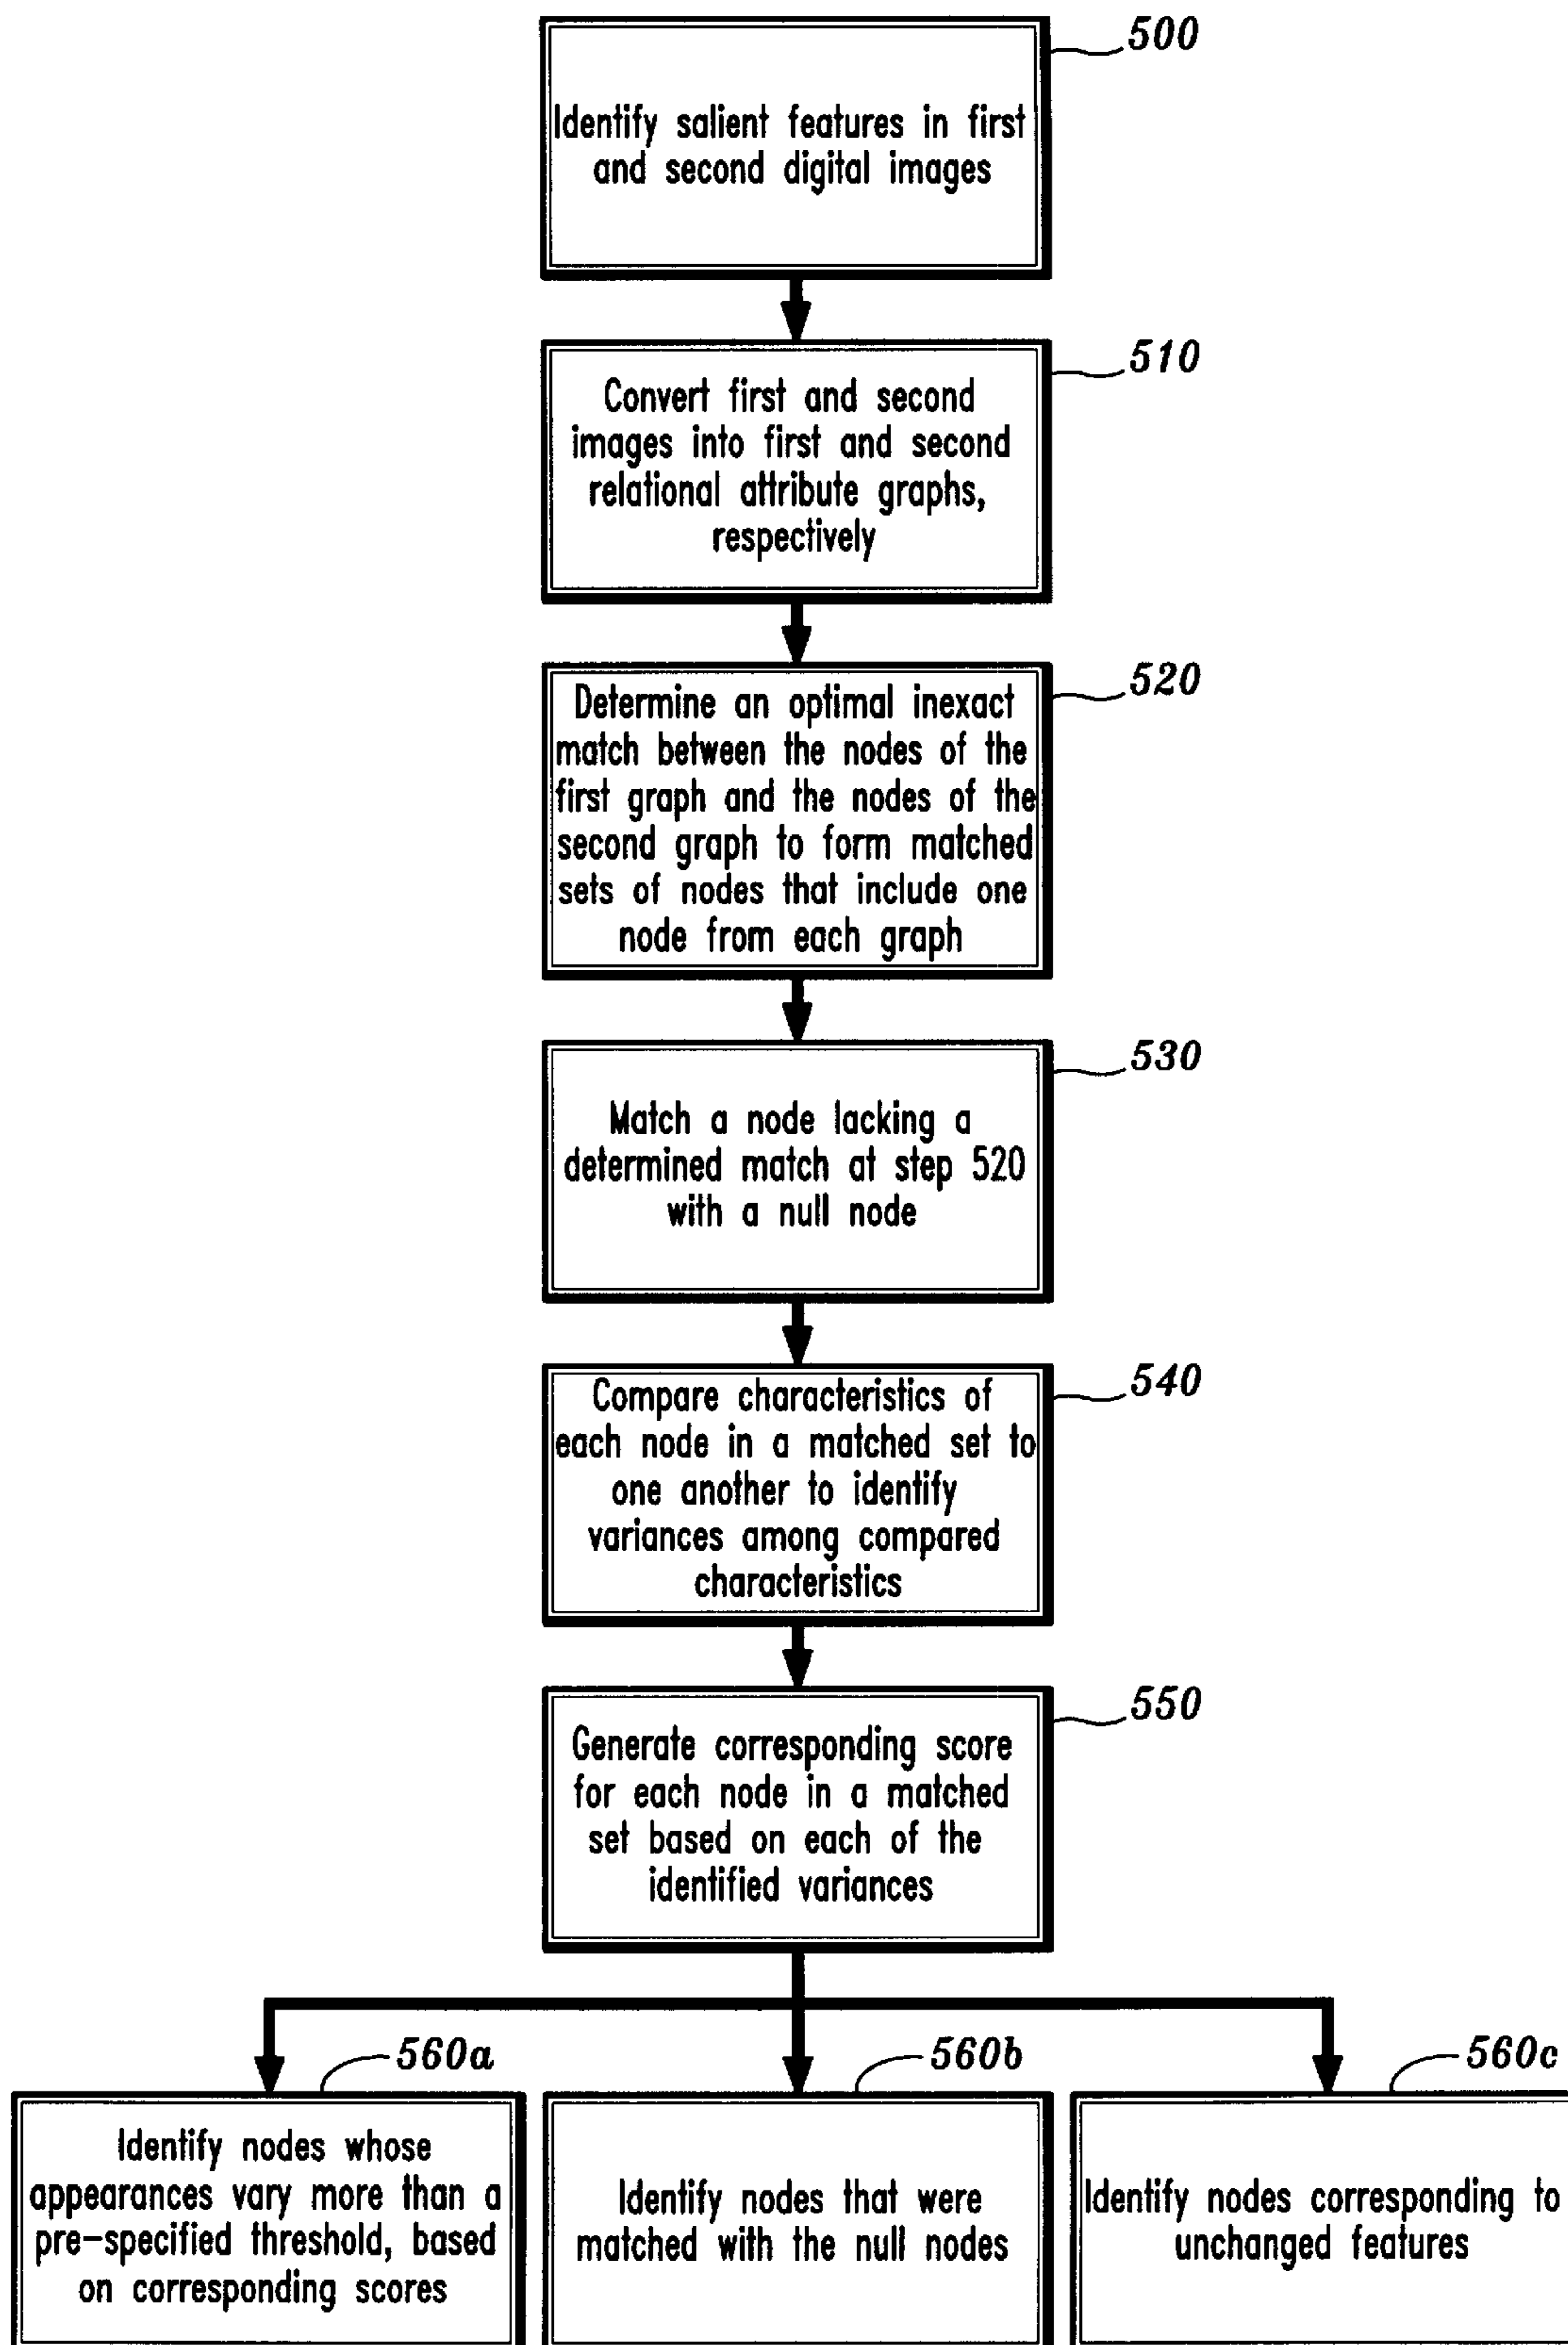 500
Identify salient features in first
and second digital images
510
Convert first and second
images into first and second
relational attribute graphs,
respectively
520
Determine an optimal inexact
match between the nodes of the
first graph and the nodes of the
second graph to form matched
sets of nodes that include one
node from each graph
530
Match a node lacking a
determined match at step 520
with a null node
540
Compare characteristics of
each node in a matched set to
one another to identify
variances among compared
characteristics
550
Generate corresponding score
for each node in a matched
set based on each of the
identified variances
560a
Identify nodes whose
appearances vary more than a
pre-specified threshold, based
on corresponding scores
560b
Identify nodes that were
matched with the null nodes
560c
Identify nodes corresponding to
unchanged features